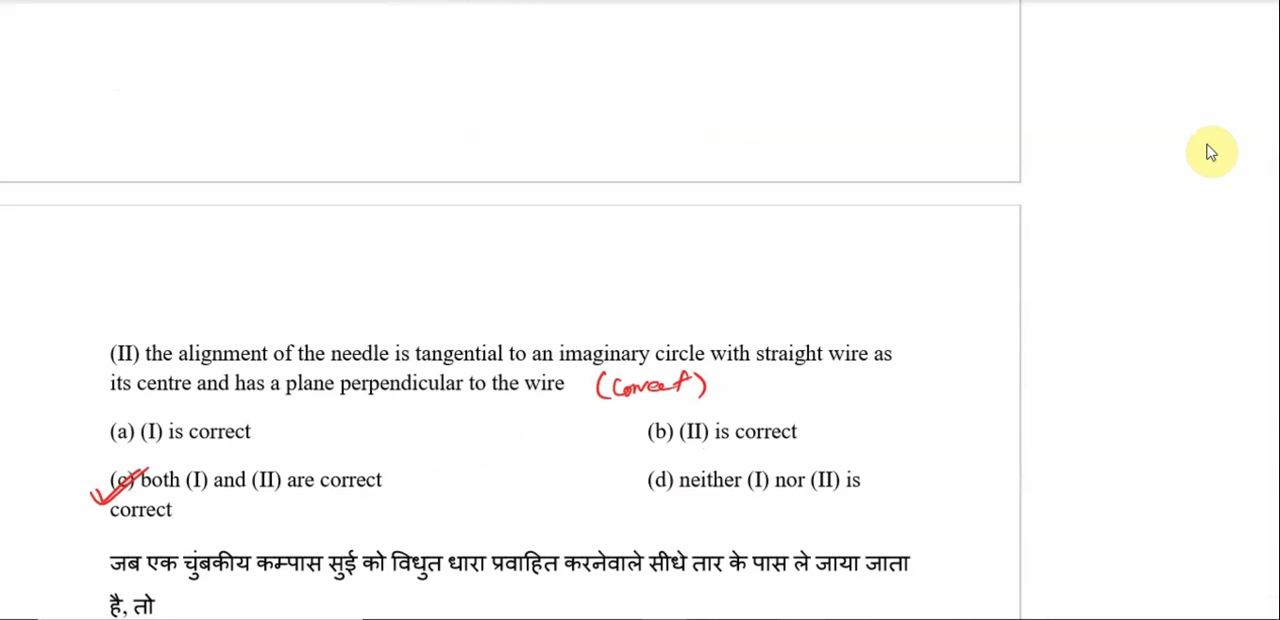 (II) the alignment of the needle is tangential to an imaginary circle with straight wire as
its centre and has a plane perpendicular to the wire (Correct)
(a) (I) is correct (b) (II) is correct
(c) both (I) and (II) are correct (d) neither (I) nor (II) is
correct
जब एक चुंबकीय कम्पास सुई को विधुत धारा प्रवाहित करनेवाले सीधे तार के पास ले जाया जाता
है, तो